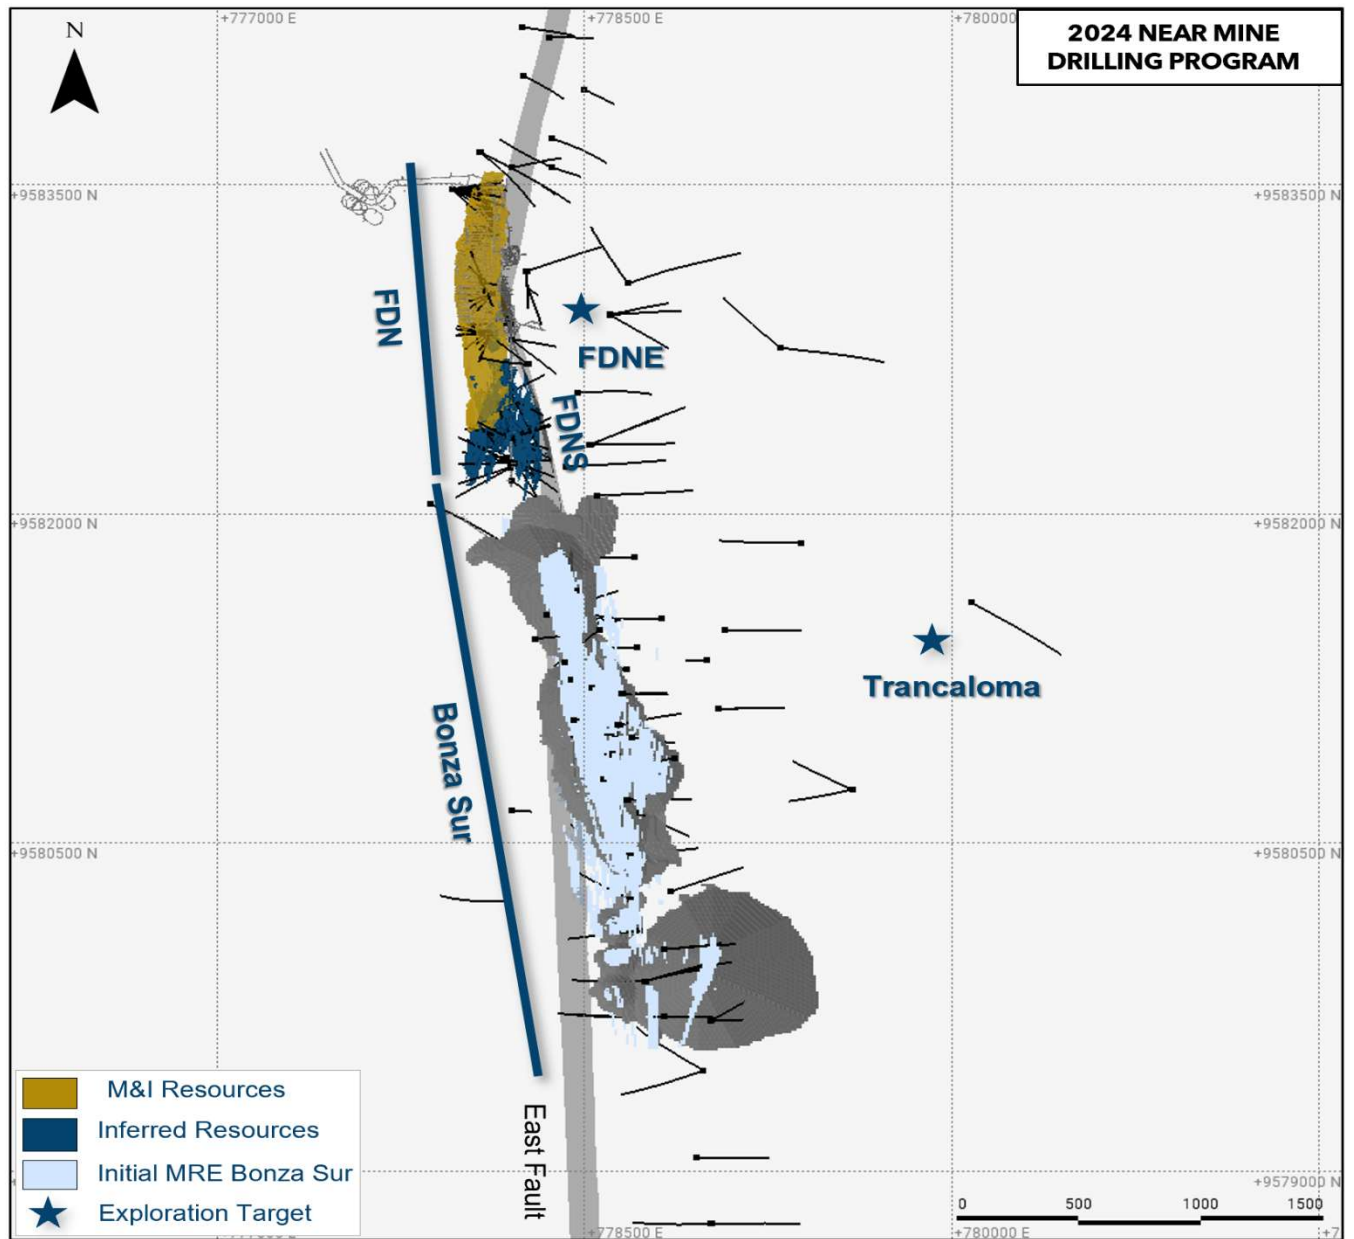 +777000 E
+778500 E
+780000
2024 NEAR MINE
DRILLING PROGRAM
N
+9583500 N
+9583500 N
FDN
FDNE
FDNS
+9582000 N
+9582000 N
Trancaloma
Bonza Sur
+9580500 N
+9580500 N
M&I Resources
Inferred Resources
Initial MRE Bonza Sur
Exploration Target
East Fault
+9579000 N
0 500 1000 1500
+778500 E
+780000 E
+7